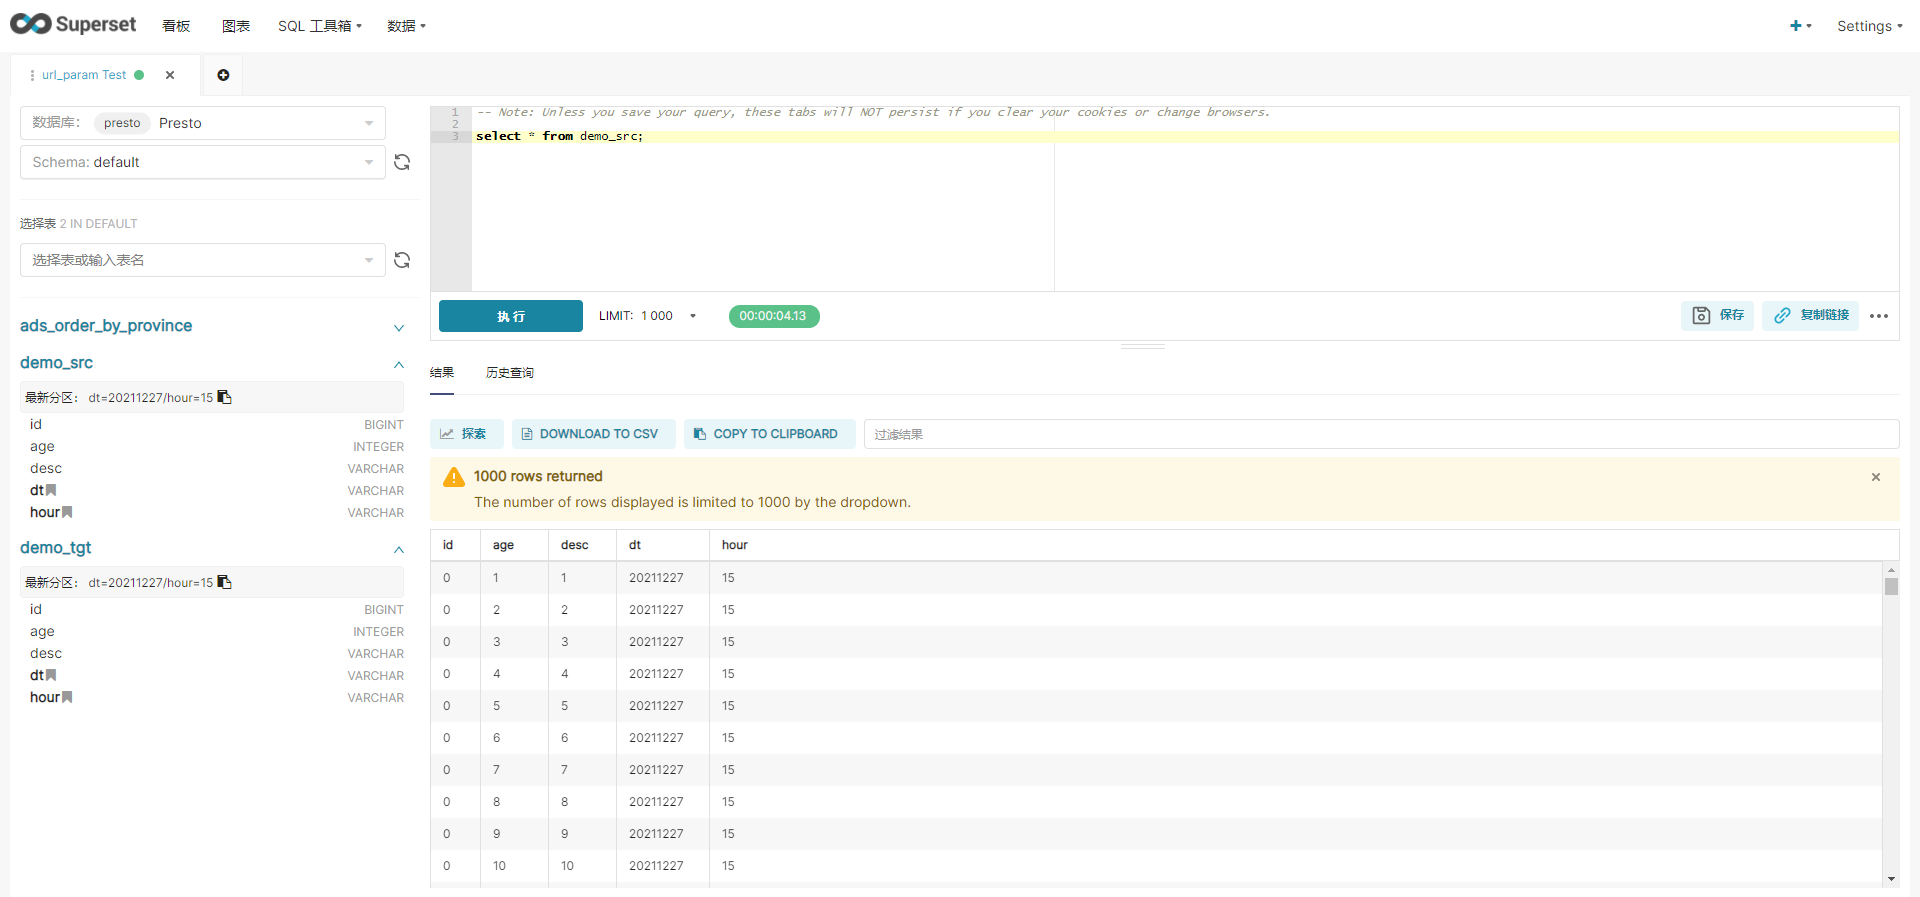 Superset 看板 图表 SQL 工具箱 数据 Settings
url_param Test
数据库： presto Presto
Schema: default
选择表 2 IN DEFAULT
选择表或输入表名
ads_order_by_province
demo_src
最新分区： dt=20211227/hour=15
id BIGINT
age INTEGER
desc VARCHAR
dt VARCHAR
hour VARCHAR
demo_tgt
最新分区： dt=20211227/hour=15
id BIGINT
age INTEGER
desc VARCHAR
dt VARCHAR
hour VARCHAR
1 -- Note: Unless you save your query, these tabs will NOT persist if you clear your cookies or change browsers.
2
3 select * from demo_src;
执行 LIMIT: 1 000 00:00:04.13 保存 复制链接
结果 历史查询
探索 DOWNLOAD TO CSV COPY TO CLIPBOARD 过滤结果
1000 rows returned
The number of rows displayed is limited to 1000 by the dropdown.
id age desc dt hour
0 1 1 20211227 15
0 2 2 20211227 15
0 3 3 20211227 15
0 4 4 20211227 15
0 5 5 20211227 15
0 6 6 20211227 15
0 7 7 20211227 15
0 8 8 20211227 15
0 9 9 20211227 15
0 10 10 20211227 15